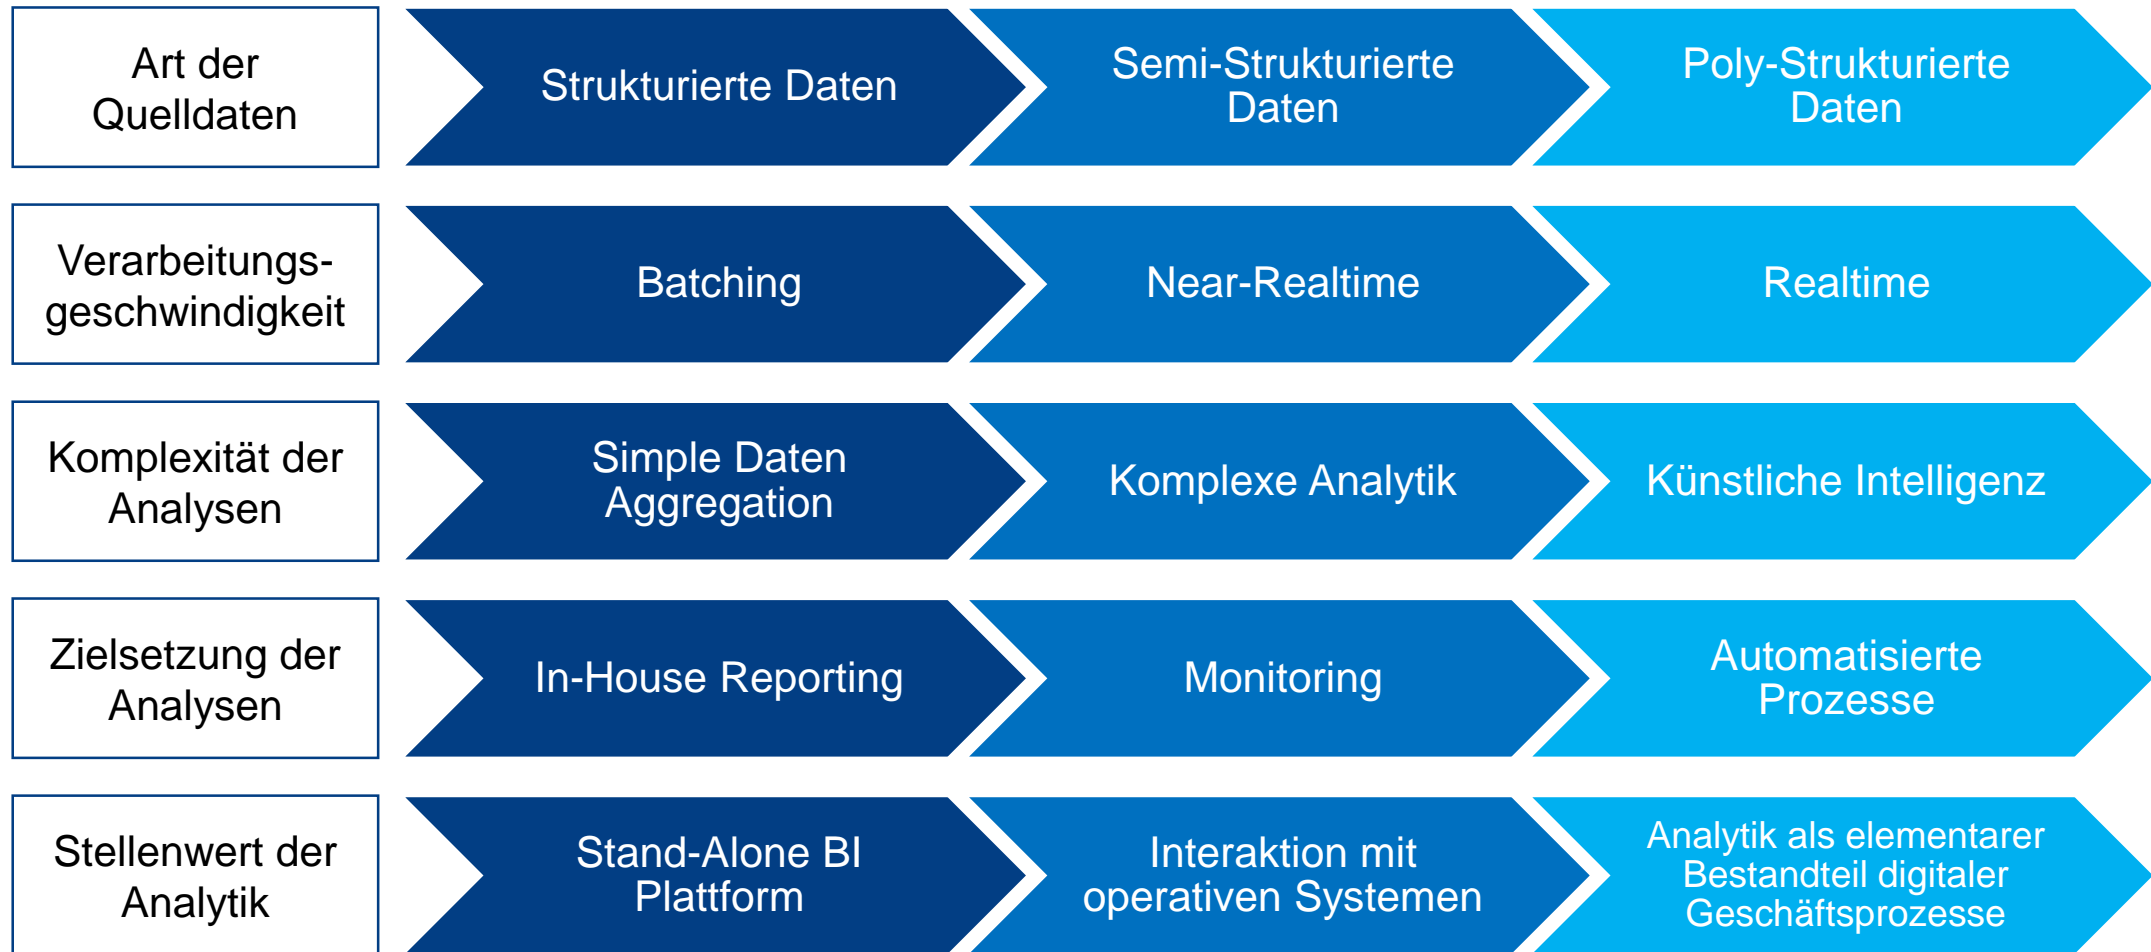 Art der
Quelldaten
Strukturierte Daten
Semi-Strukturierte
Daten
Poly-Strukturierte
Daten
Verarbeitungs-
geschwindigkeit
Batching
Near-Realtime
Realtime
Komplexität der
Analysen
Simple Daten
Aggregation
Komplexe Analytik
Künstliche Intelligenz
Zielsetzung der
Analysen
In-House Reporting
Monitoring
Automatisierte
Prozesse
Stellenwert der
Analytik
Stand-Alone BI
Plattform
Interaktion mit
operativen Systemen
Analytik als elementarer
Bestandteil digitaler
Geschäftsprozesse